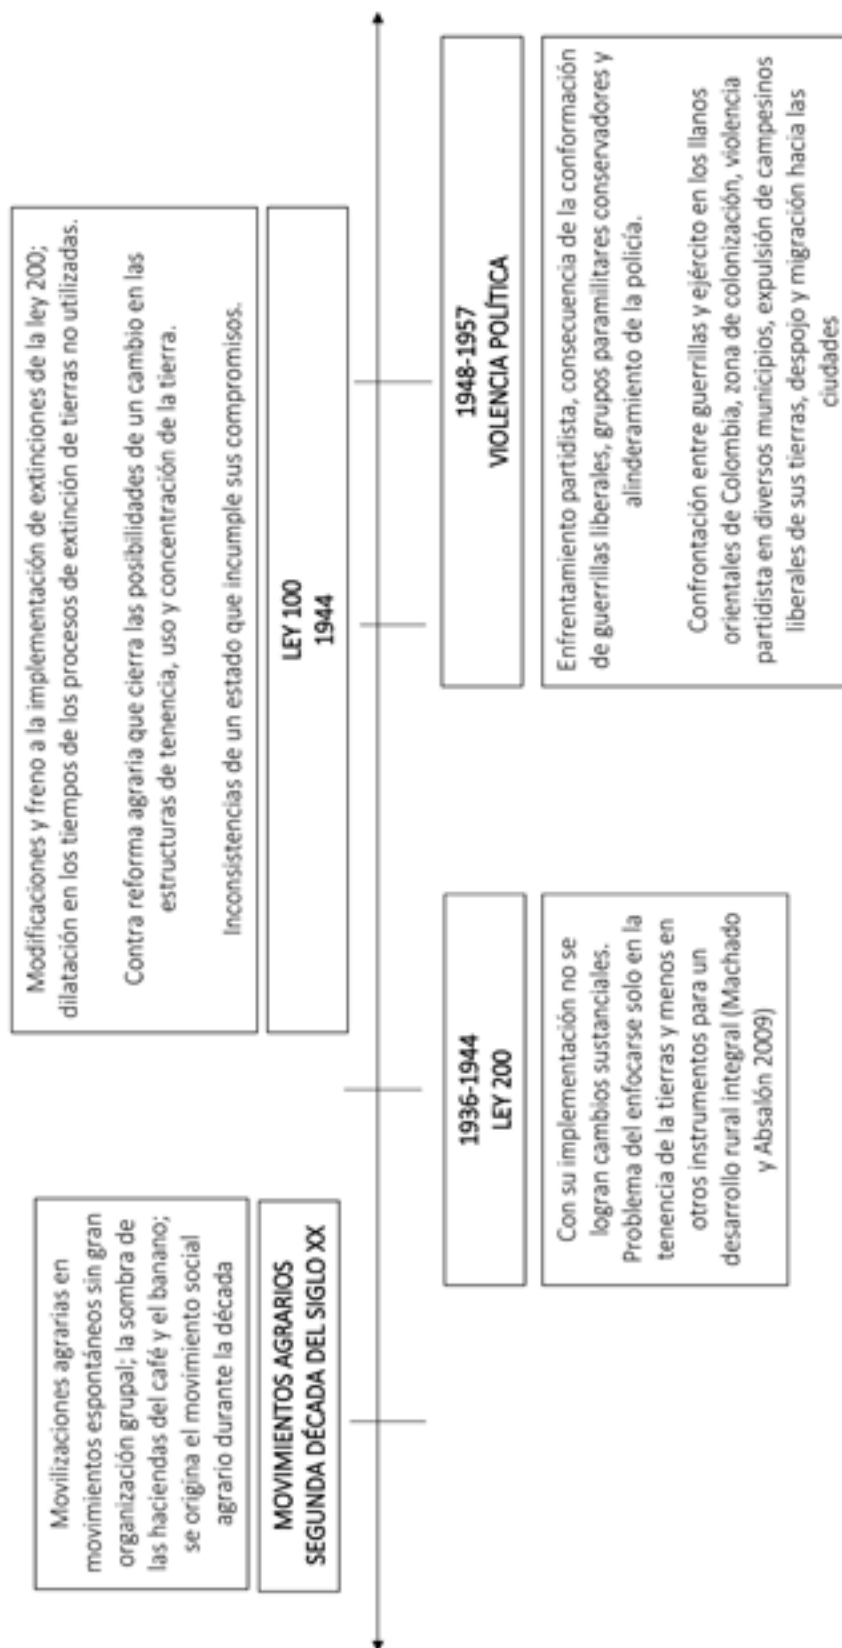 Movilizaciones agrarias en
movimientos espontáneos sin gran
organización grupal; la sombra de
las haciendas del café y el banano;
se origina el movimiento social
agrario durante la década
MOVIMIENTOS AGRARIOS
SEGUNDA DÉCADA DEL SIGLO XX
1936-1944
LEY 200
Con su implementación no se
logran cambios sustanciales.
Problema del enfocarse solo en la
tenencia de la tierras y menos en
otros instrumentos para un
desarrollo rural integral (Machado
y Absalón 2009)
Modificaciones y freno a la implementación de extinciones de la ley 200;
dilatación en los tiempos de los procesos de extinción de tierras no utilizadas.
Contra reforma agraria que cierra las posibilidades de un cambio en las
estructuras de tenencia, uso y concentración de la tierra.
Inconsistencias de un estado que incumple sus compromisos.
LEY 100
1944
1948-1957
VIOLENCIA POLÍTICA
Enfrentamiento partidista, consecuencia de la conformación
de guerrillas liberales, grupos paramilitares conservadores y
alinderamiento de la policía.
Confrontación entre guerrillas y ejército en los llanos
orientales de Colombia, zona de colonización, violencia
partidista en diversos municipios, expulsión de campesinos
liberales de sus tierras, despojo y migración hacia las
ciudades